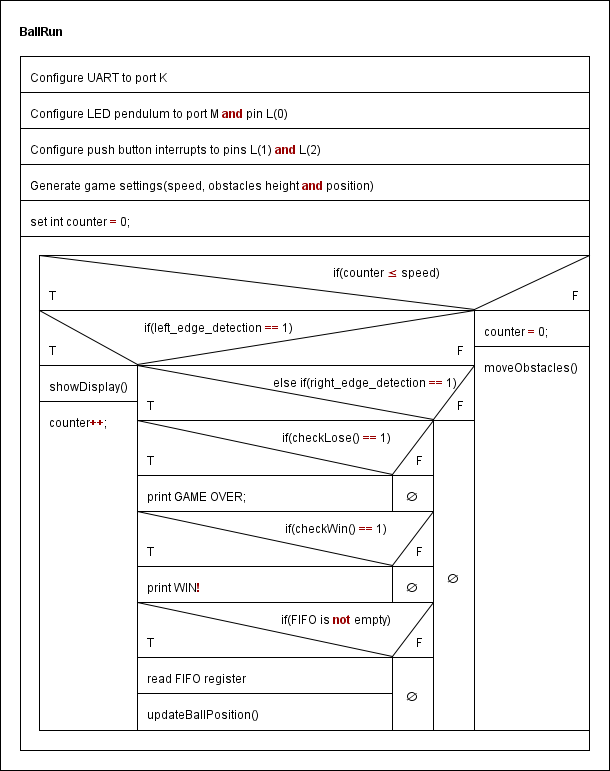 BallRun
Configure UART to port K
Configure LED pendulum to port M and pin L(0)
Configure push button interrupts to pins L(1) and L(2)
Generate game settings(speed, obstacles height and position)
set int counter = 0;
if(counter ≤ speed)
T
F
if(left_edge_detection == 1)
T
F
counter = 0;
moveObstacles()
showDisplay()
counter++;
else if(right_edge_detection == 1)
T
F
if(checkLose() == 1)
T
F
print GAME OVER;
∅
if(checkWin() == 1)
T
F
print WIN!
∅
∅
if(FIFO is not empty)
T
F
read FIFO register
∅
updateBallPosition()